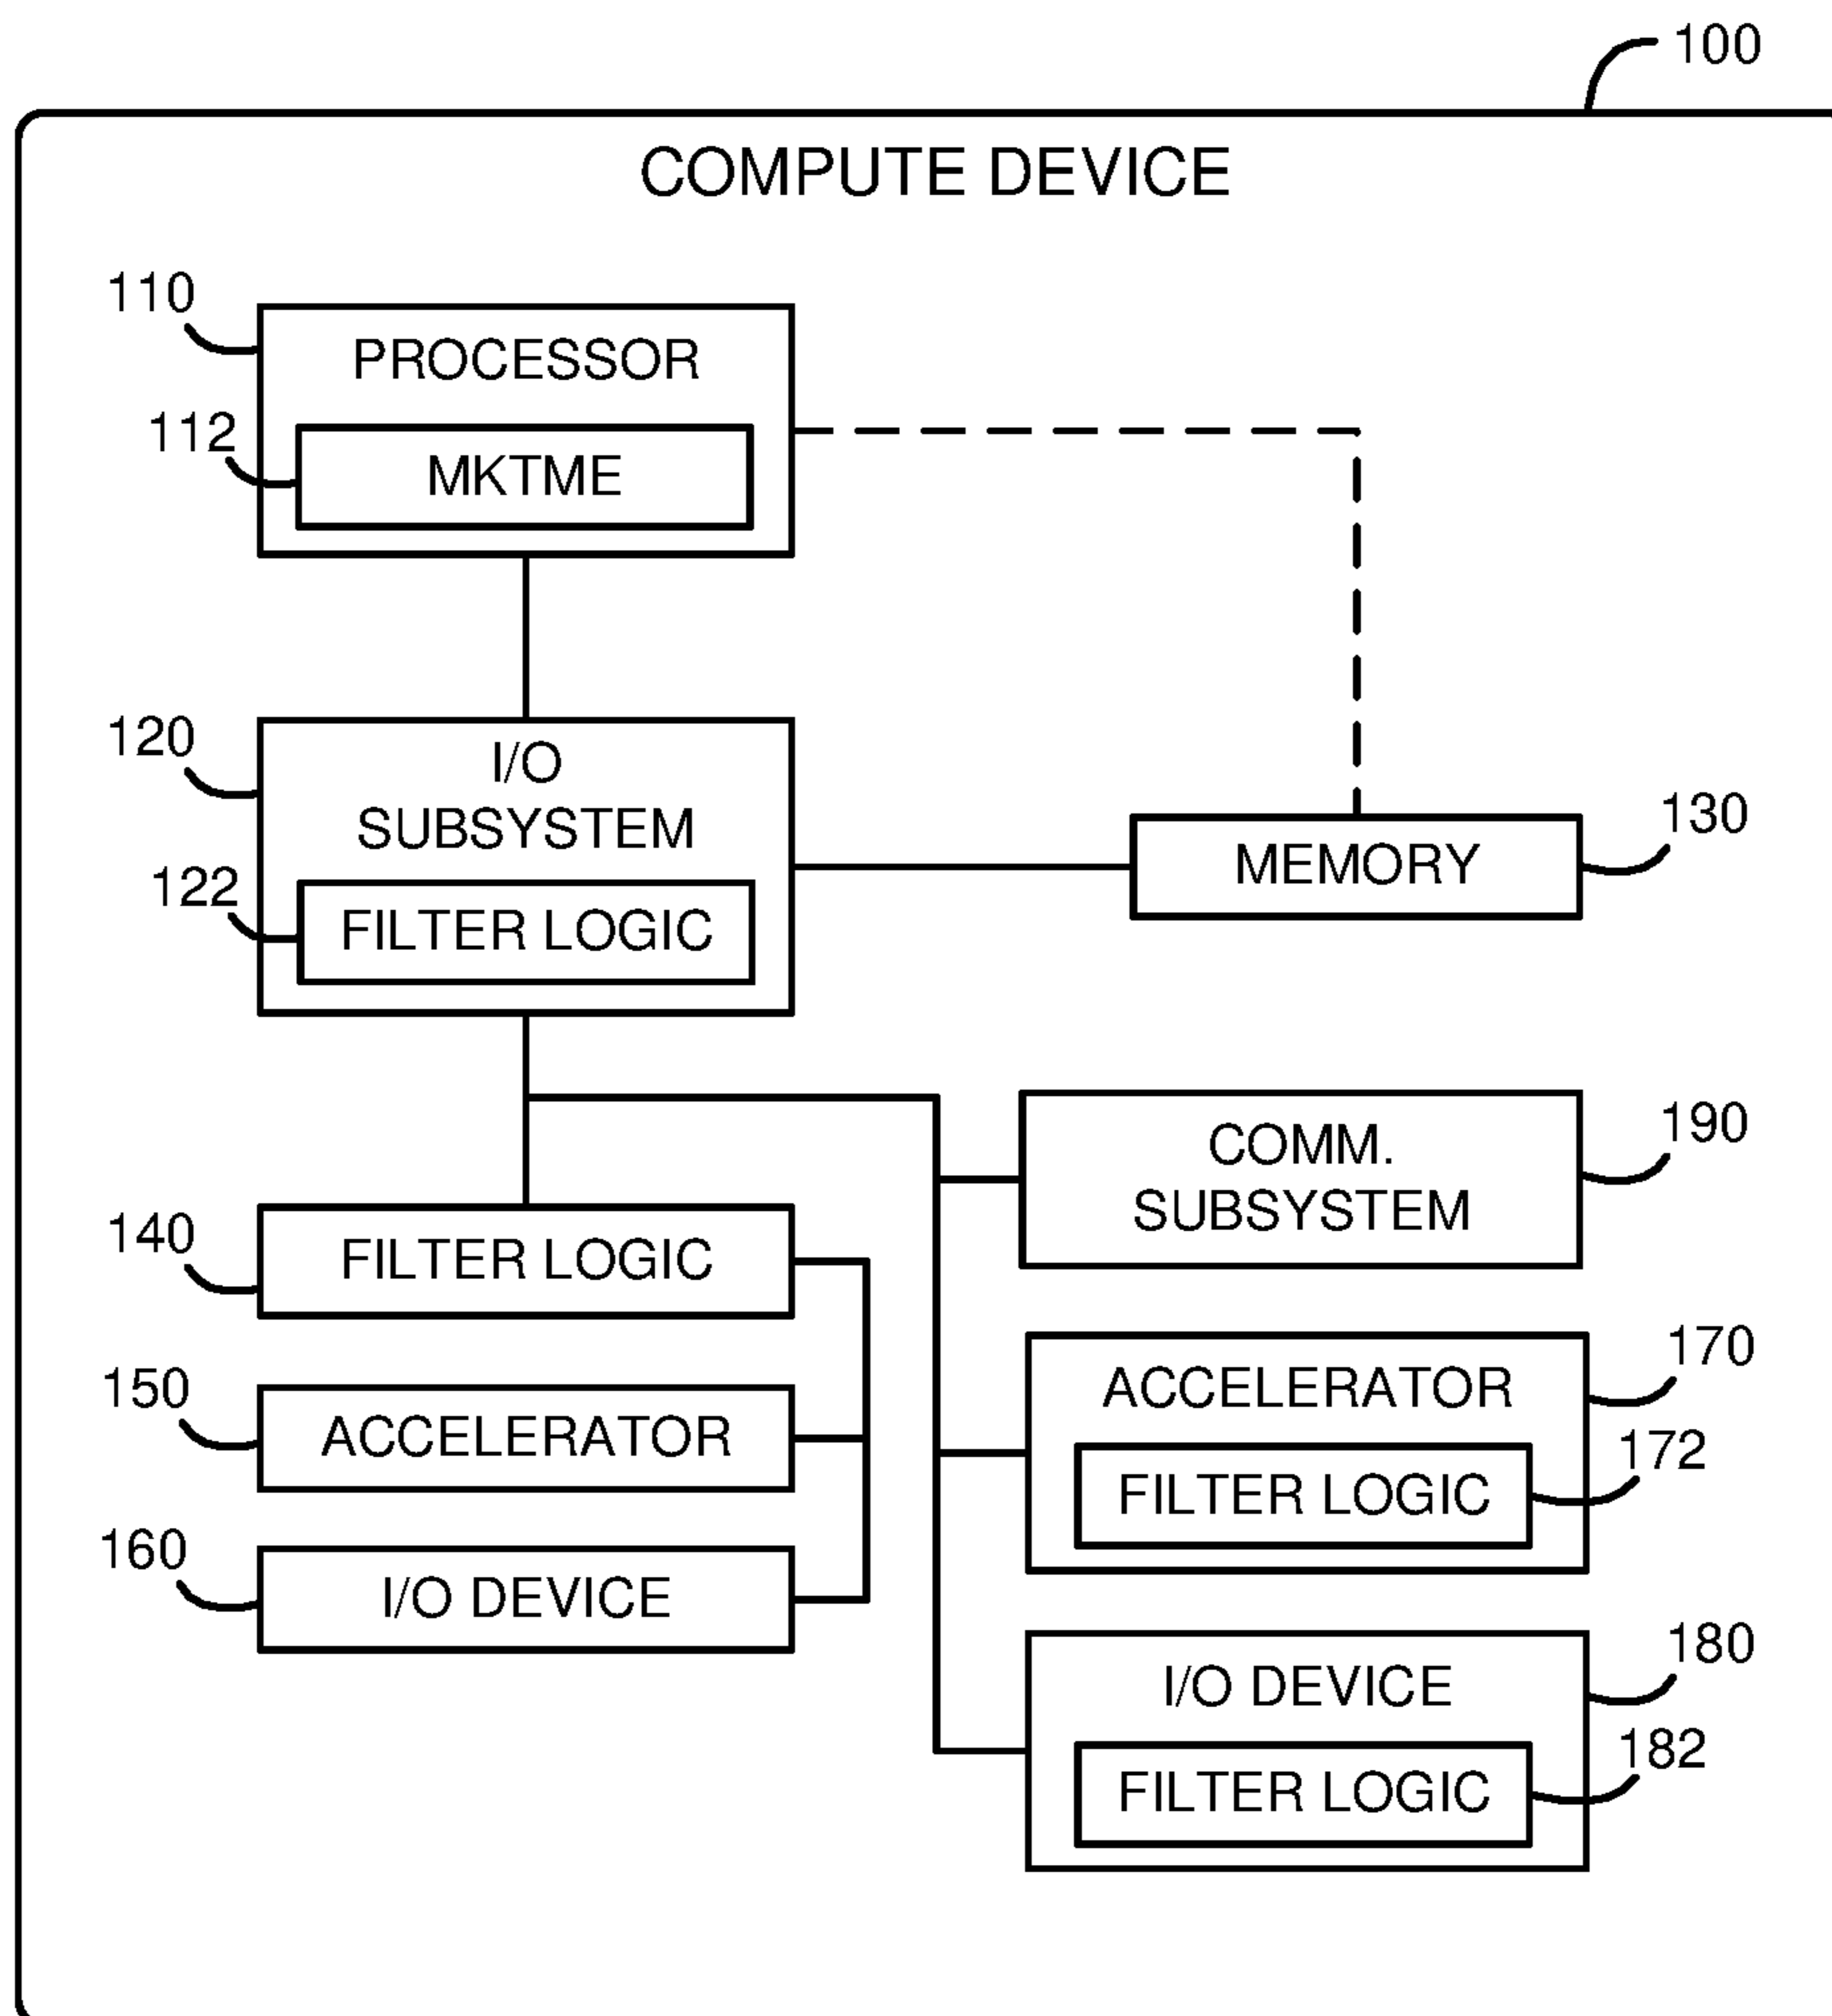 100
COMPUTE DEVICE
110
PROCESSOR
112
MKTME
120
I/O
SUBSYSTEM
122
FILTER LOGIC
MEMORY
130
COMM.
SUBSYSTEM
190
140
FILTER LOGIC
150
ACCELERATOR
160
I/O DEVICE
ACCELERATOR
170
FILTER LOGIC
172
I/O DEVICE
180
FILTER LOGIC
182